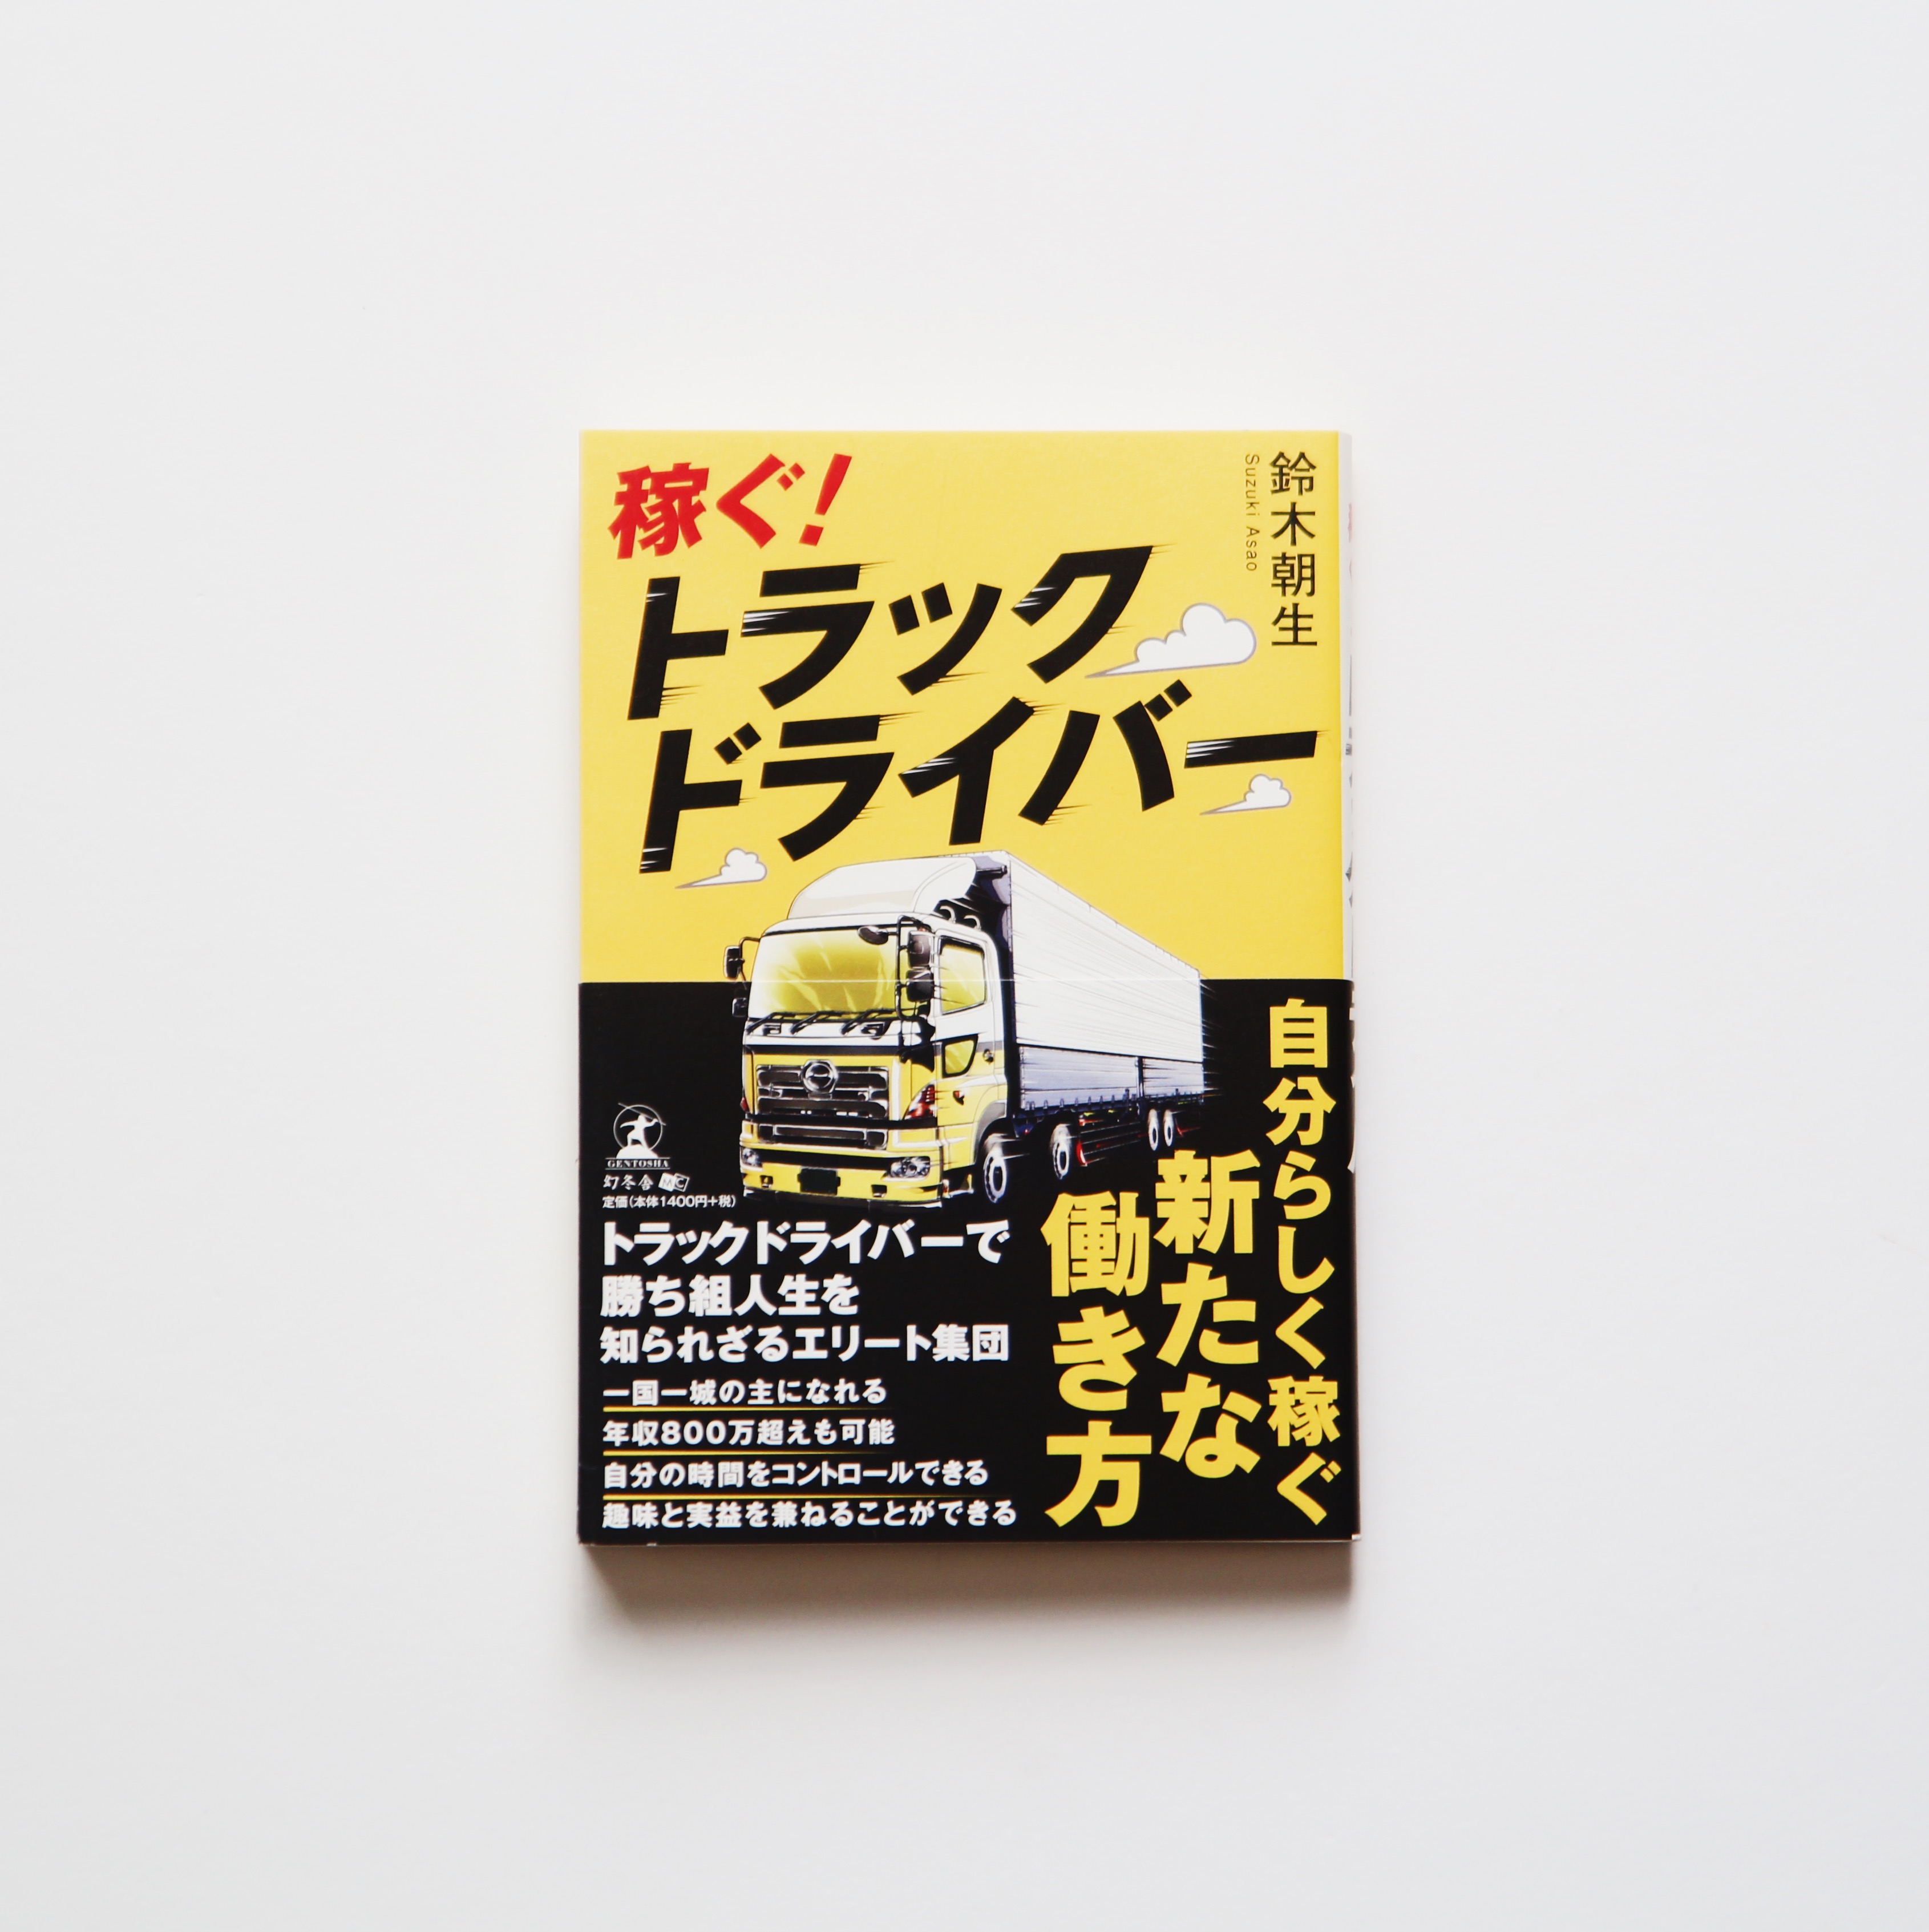 稼ぐ!
トラック
ドライバー
鈴木朝生
Suzuki Asao
自分らしく稼ぐ
新たな
働き方
GENTOSHA
幻冬舎 MC
定価(本体1400円+税)
トラックドライバーで
勝ち組人生を
知られざるエリート集団
一国一城の主になれる
年収800万超えも可能
自分の時間をコントロールできる
趣味と実益を兼ねることができる